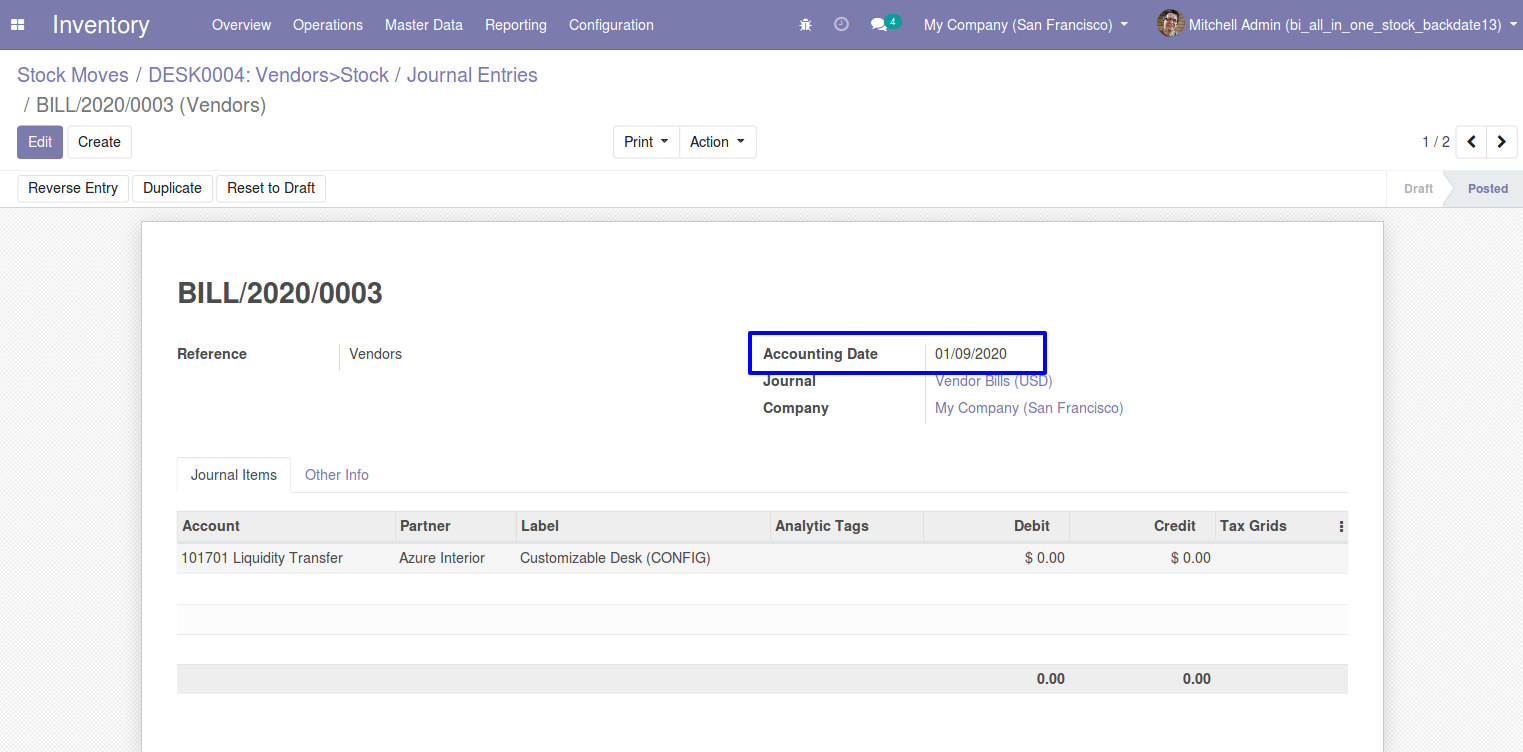 Inventory Overview Operations Master Data Reporting Configuration 4 My Company (San Francisco) Mitchell Admin (bi_all_in_one_stock_backdate13)
Stock Moves / DESK0004: Vendors>Stock / Journal Entries
/ BILL/2020/0003 (Vendors)
Edit Create Print Action 1 / 2
Reverse Entry Duplicate Reset to Draft Draft Posted
BILL/2020/0003
Reference Vendors Accounting Date 01/09/2020
Journal Vendor Bills (USD)
Company My Company (San Francisco)
Journal Items Other Info
Account Partner Label Analytic Tags Debit Credit Tax Grids
101701 Liquidity Transfer Azure Interior Customizable Desk (CONFIG) $ 0.00 $ 0.00
0.00 0.00